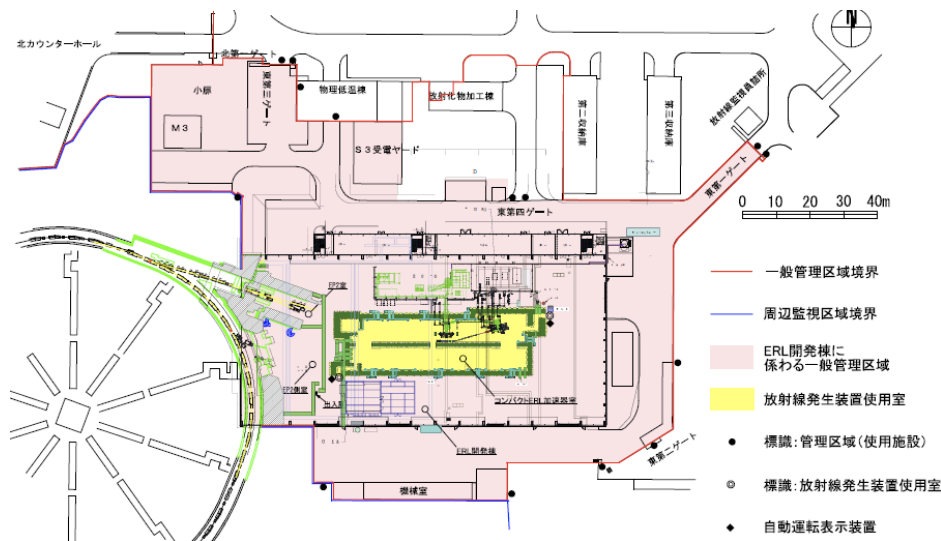 北カウンターホール
北第一ゲート
小扉
東第三ゲート
物理低温棟
放射化物加工棟
第二収納庫
第三収納庫
放射線監視員詰所
M3
S3受電ヤード
東第一ゲート
東第四ゲート
0 10 20 30 40m
EP2室
一般管理区域境界
周辺監視区域境界
ERL開発棟に
係わる一般管理区域
放射線発生装置使用室
EP2側室
コンパクトERL加速器室
標識:管理区域(使用施設)
ERL開発棟
東第二ゲート
標識:放射線発生装置使用室
機械室
自動運転表示装置